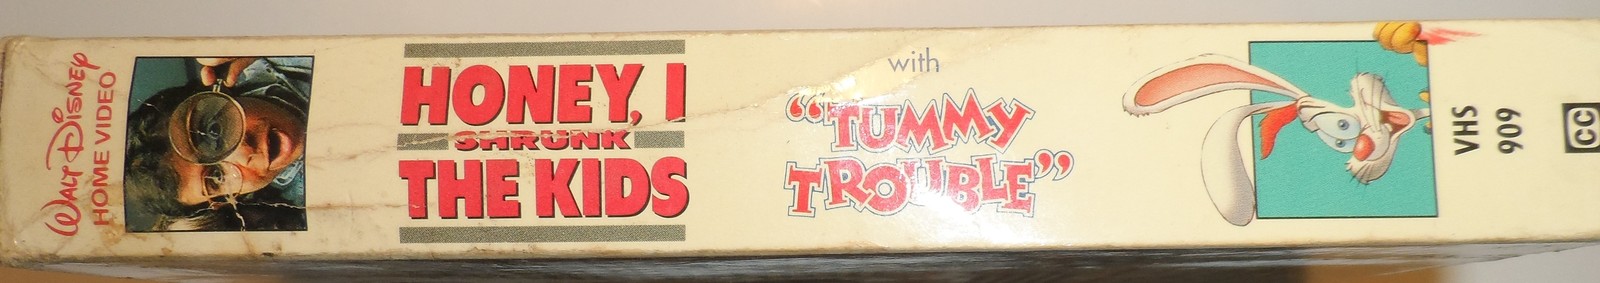 WALT DISNEY
HOME VIDEO
HONEY, I
SHRUNK
THE KIDS
with
"TUMMY
TROUBLE"
VHS
909
CC